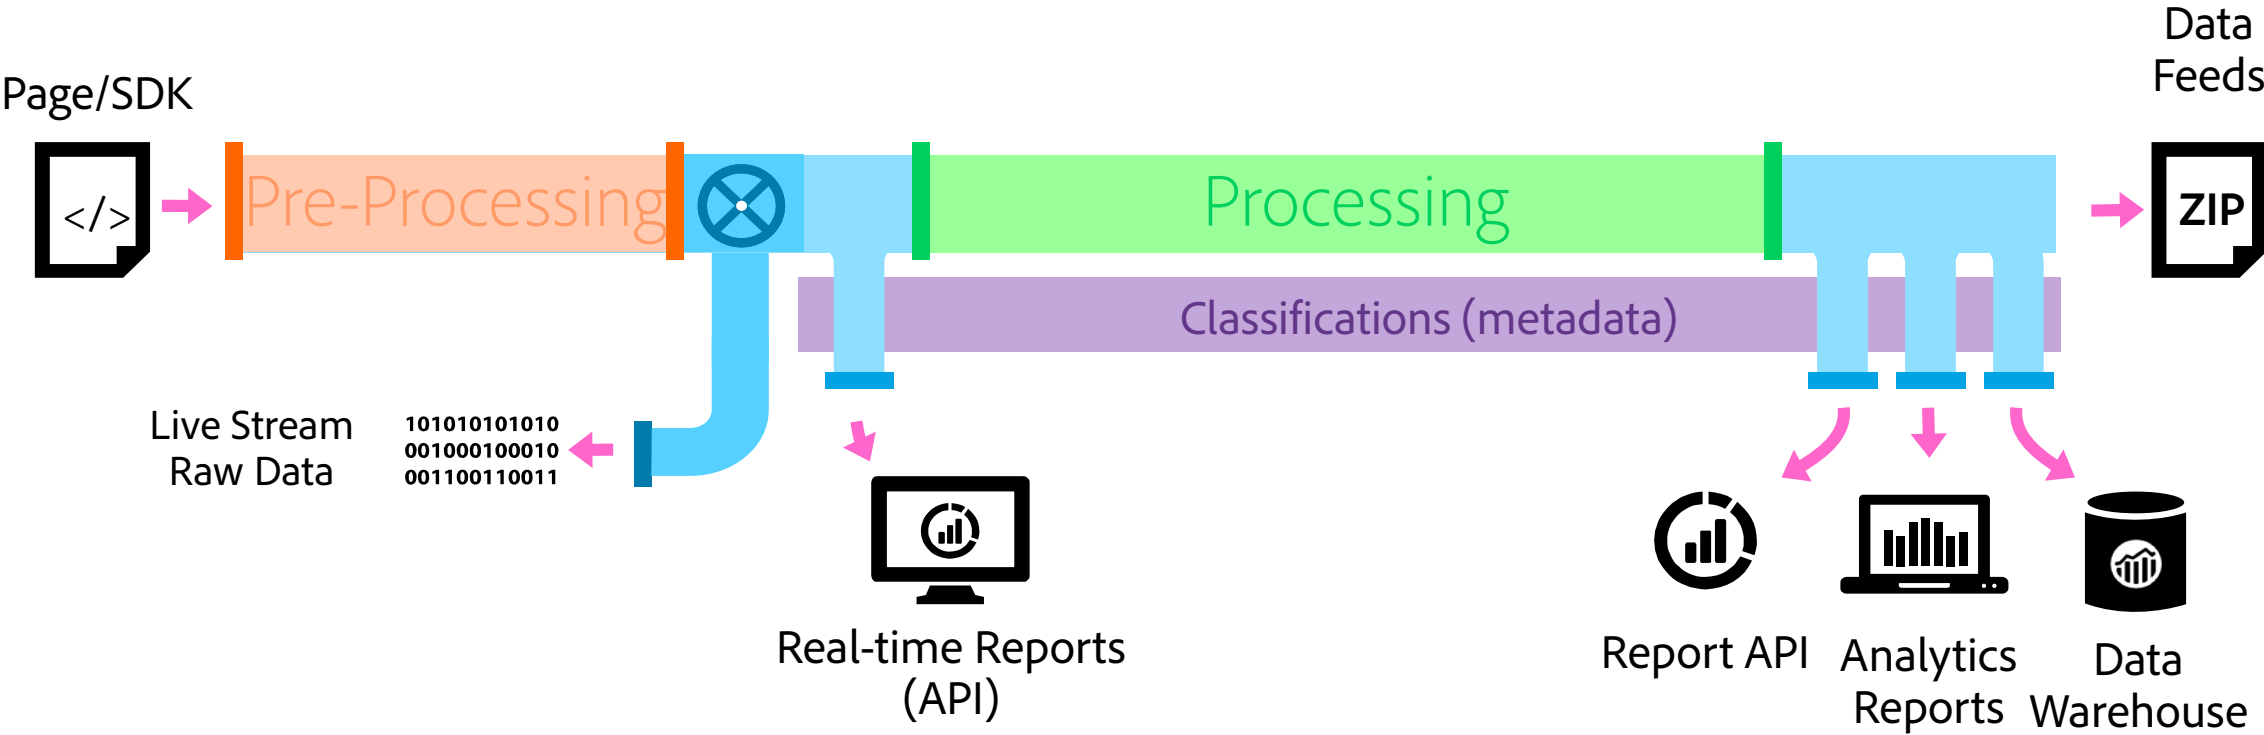 Page/SDK
</>
Pre-Processing
Processing
Data
Feeds
ZIP
Classifications (metadata)
Live Stream
Raw Data
101010101010
001000100010
001100110011
Real-time Reports
(API)
Report API
Analytics
Reports
Data
Warehouse